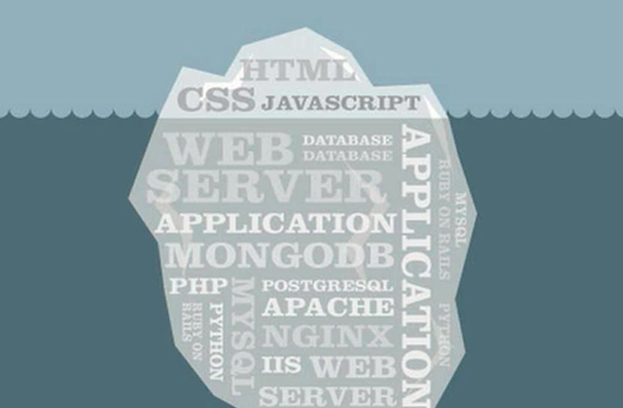 HTML
CSS JAVASCRIPT
WEB
DATABASE
DATABASE
SERVER
APPLICATION
MONGODB
APPLICATION
RUBY ON RAILS
MYSQL
PHP
POSTGRESQL
APACHE
MYSQL
PYTHON
RUBY ON
RAILS
NGINX
PYTHON
IIS WEB
SERVER